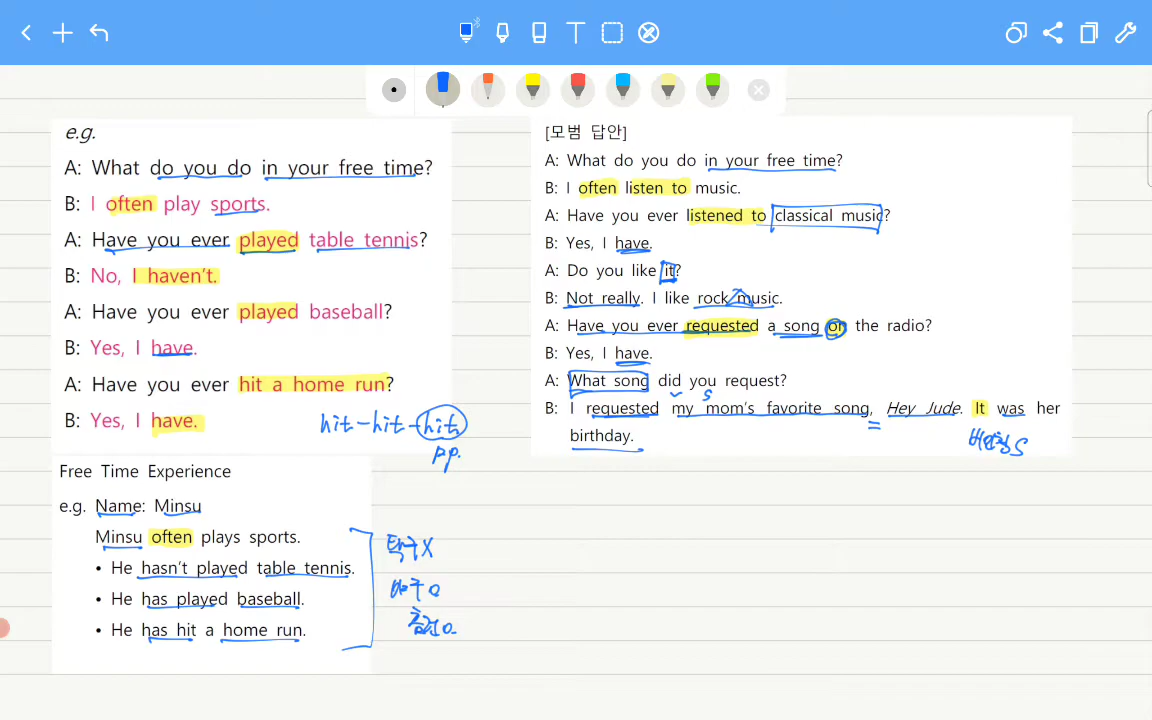 e.g.
A: What do you do in your free time?
B: I often play sports.
A: Have you ever played table tennis?
B: No, I haven't.
A: Have you ever played baseball?
B: Yes, I have.
A: Have you ever hit a home run?
B: Yes, I have.
hit-hit-hit
p.p.
Free Time Experience
e.g. Name: Minsu
Minsu often plays sports.
• He hasn't played table tennis.
• He has played baseball.
• He has hit a home run.
탁구 X
야구 O
홈런 O
[모범 답안]
A: What do you do in your free time?
B: I often listen to music.
A: Have you ever listened to classical music?
B: Yes, I have.
A: Do you like it?
B: Not really. I like rock music.
A: Have you ever requested a song on the radio?
B: Yes, I have.
A: What song did you request?
S
B: I requested my mom's favorite song, Hey Jude. It was her
birthday.
=
비인칭 S
T